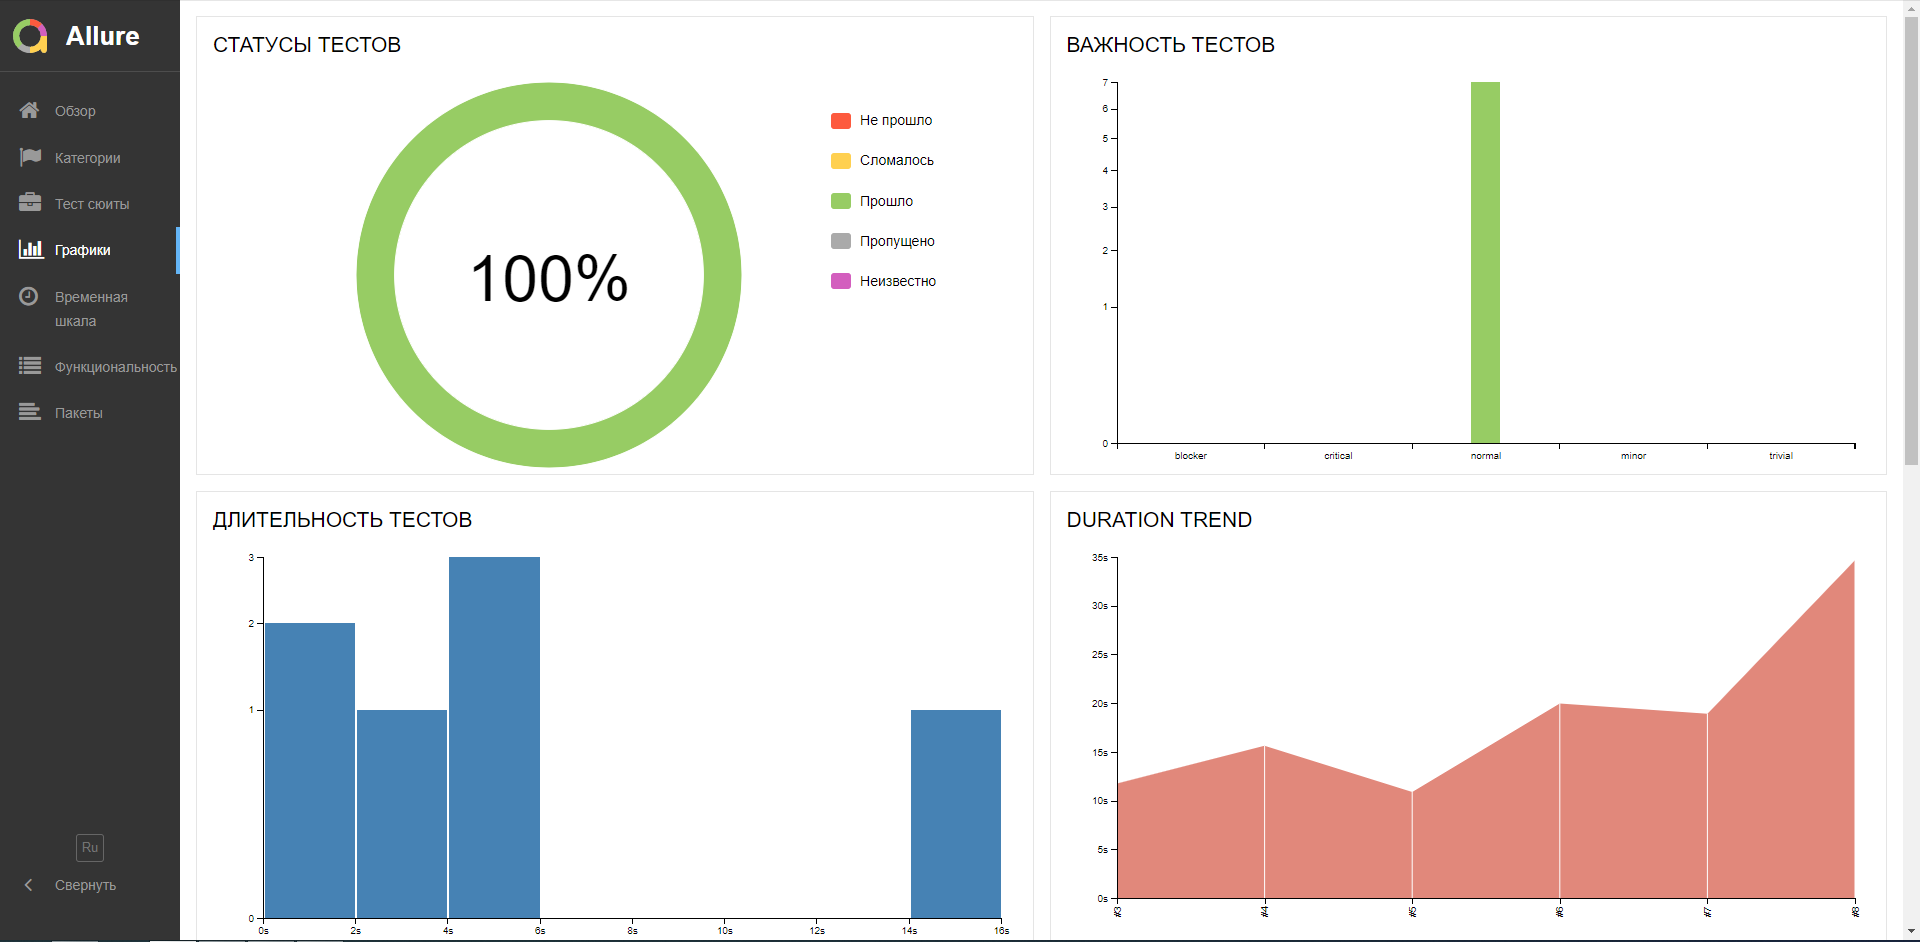 Allure
Обзор
Категории
Тест сюиты
Графики
Временная
шкала
Функциональность
Пакеты
Ru
Свернуть
СТАТУСЫ ТЕСТОВ
100%
Не прошло
Сломалось
Прошло
Пропущено
Неизвестно
ВАЖНОСТЬ ТЕСТОВ
7
6
5
4
3
2
1
0
blocker critical normal minor trivial
ДЛИТЕЛЬНОСТЬ ТЕСТОВ
3
2
1
0
0s 2s 4s 6s 8s 10s 12s 14s 16s
DURATION TREND
35s
30s
25s
20s
15s
10s
5s
0s
#3 #4 #5 #6 #7 #8